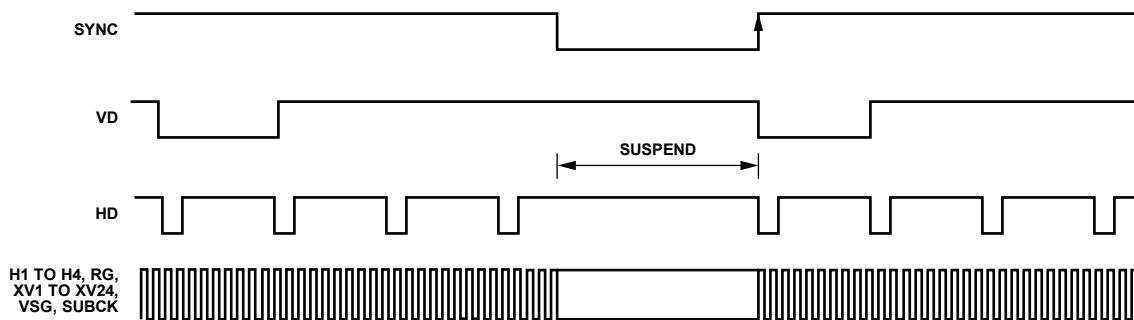 SYNC
VD
SUSPEND
HD
H1 TO H4, RG,
XV1 TO XV24,
VSG, SUBCK